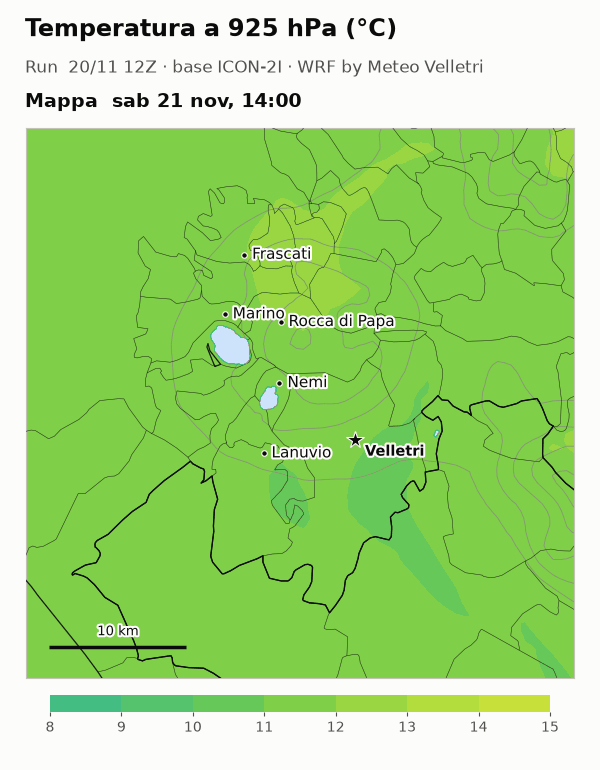 Temperatura a 925 hPa (°C)
Run  20/11 12Z · base ICON-2I · WRF by Meteo Velletri
Mappa  sab 21 nov, 14:00
Frascati
Marino
Rocca di Papa
Nemi
Velletri
Lanuvio
10 km
8 9 10 11 12 13 14 15